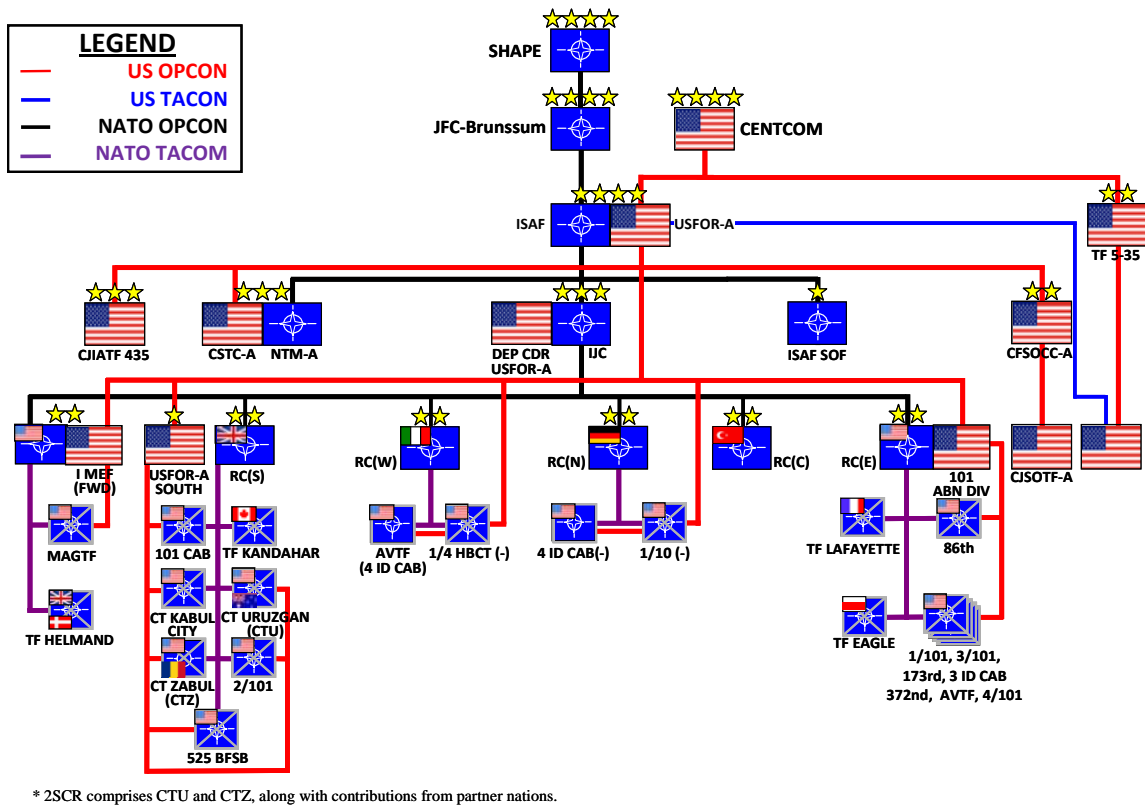 LEGEND
US OPCON
US TACON
NATO OPCON
NATO TACOM
SHAPE
JFC-Brunssum
CENTCOM
ISAF
USFOR-A
TF 5-35
CJIATF 435
CSTC-A
NTM-A
DEP CDR
USFOR-A
IJC
ISAF SOF
CFSOCC-A
I MEF
(FWD)
USFOR-A
SOUTH
RC(S)
RC(W)
RC(N)
RC(C)
RC(E)
101
ABN DIV
CJSOTF-A
MAGTF
101 CAB
TF KANDAHAR
AVTF
(4 ID CAB)
1/4 HBCT (-)
4 ID CAB(-)
1/10 (-)
TF LAFAYETTE
86th
TF HELMAND
CT KABUL
CITY
CT URUZGAN
(CTU)
CT ZABUL
(CTZ)
2/101
TF EAGLE
1/101, 3/101,
173rd, 3 ID CAB
372nd, AVTF, 4/101
525 BFSB
* 2SCR comprises CTU and CTZ, along with contributions from partner nations.